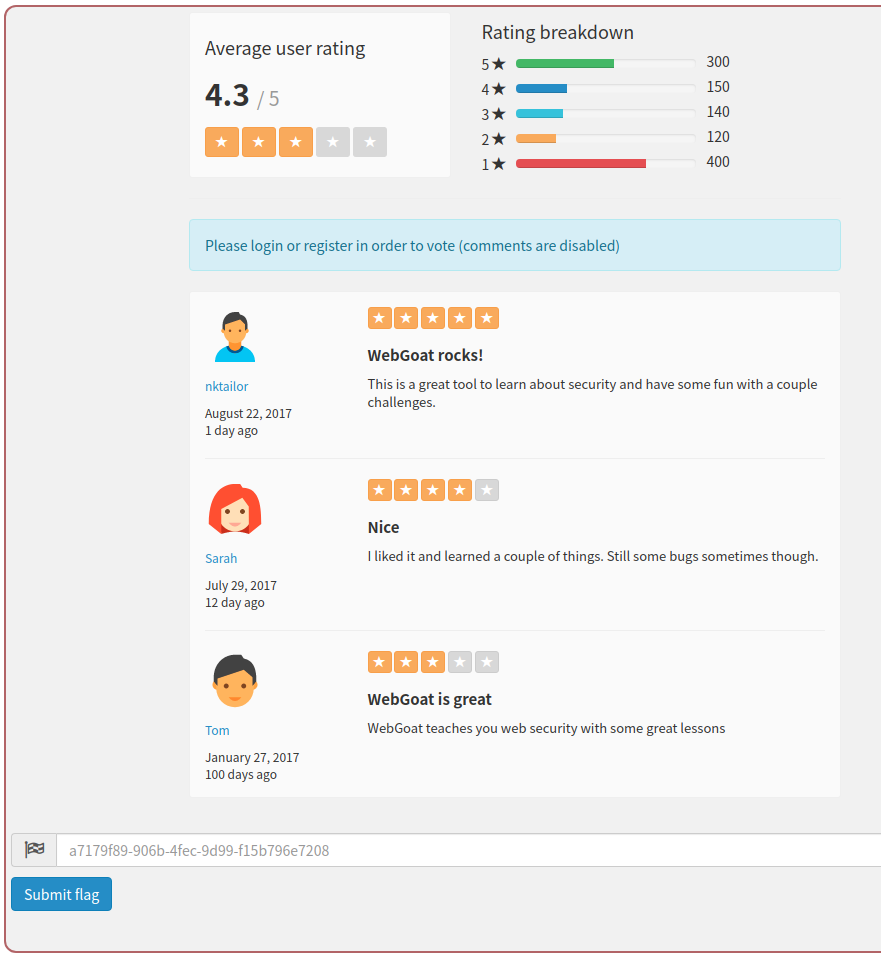 Average user rating
4.3 / 5
Rating breakdown
5★ 300
4★ 150
3★ 140
2★ 120
1★ 400
Please login or register in order to vote (comments are disabled)
nktailor
August 22, 2017
1 day ago
WebGoat rocks!
This is a great tool to learn about security and have some fun with a couple
challenges.
Sarah
July 29, 2017
12 day ago
Nice
I liked it and learned a couple of things. Still some bugs sometimes though.
Tom
January 27, 2017
100 days ago
WebGoat is great
WebGoat teaches you web security with some great lessons
a7179f89-906b-4fec-9d99-f15b796e7208
Submit flag